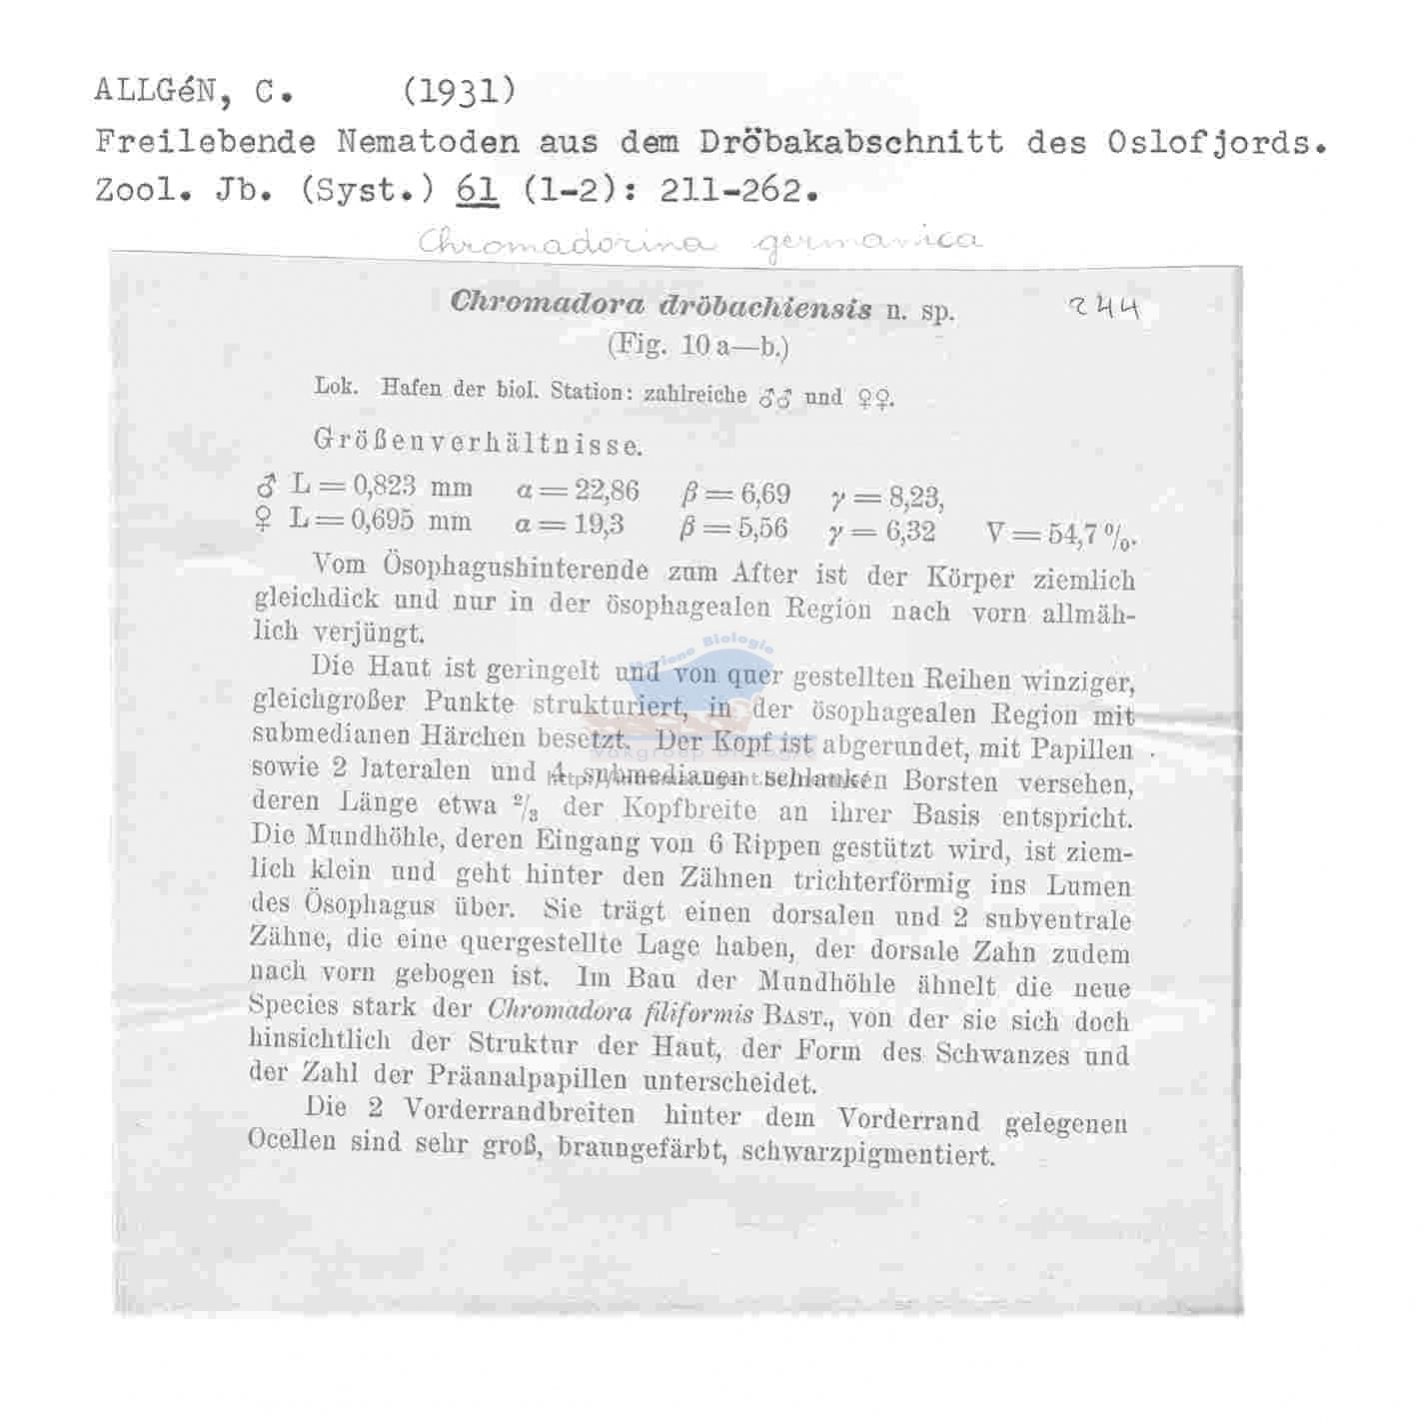 ALLGéN, C. (1931)
Freilebende Nematoden aus dem Dröbakabschnitt des Oslofjords.
Zool. Jb. (Syst.) 61 (1-2): 211-262.
Chromadorina germanica
Chromadora dröbachiensis n. sp. 244
(Fig. 10 a—b.)
Lok. Hafen der biol. Station: zahlreiche ♂♂ und ♀♀.
Größenverhältnisse.
♂ L = 0,823 mm α = 22,86 β = 6,69 γ = 8,23,
♀ L = 0,695 mm α = 19,3 β = 5,56 γ = 6,32 V = 54,7 %.
Vom Ösophagushinterende zum After ist der Körper ziemlich
gleichdick und nur in der ösophagealen Region nach vorn allmäh-
lich verjüngt.
Die Haut ist geringelt und von quer gestellten Reihen winziger,
gleichgroßer Punkte strukturiert, in der ösophagealen Region mit
submedianen Härchen besetzt. Der Kopf ist abgerundet, mit Papillen
sowie 2 lateralen und 4 submedianen schlanken Borsten versehen,
deren Länge etwa 2/3 der Kopfbreite an ihrer Basis entspricht.
Die Mundhöhle, deren Eingang von 6 Rippen gestützt wird, ist ziem-
lich klein und geht hinter den Zähnen trichterförmig ins Lumen
des Ösophagus über. Sie trägt einen dorsalen und 2 subventrale
Zähne, die eine quergestellte Lage haben, der dorsale Zahn zudem
nach vorn gebogen ist. Im Bau der Mundhöhle ähnelt die neue
Species stark der Chromadora filiformis BAST., von der sie sich doch
hinsichtlich der Struktur der Haut, der Form des Schwanzes und
der Zahl der Präanalpapillen unterscheidet.
Die 2 Vorderrandbreiten hinter dem Vorderrand gelegenen
Ocellen sind sehr groß, braungefärbt, schwarzpigmentiert.
Marione Biologie